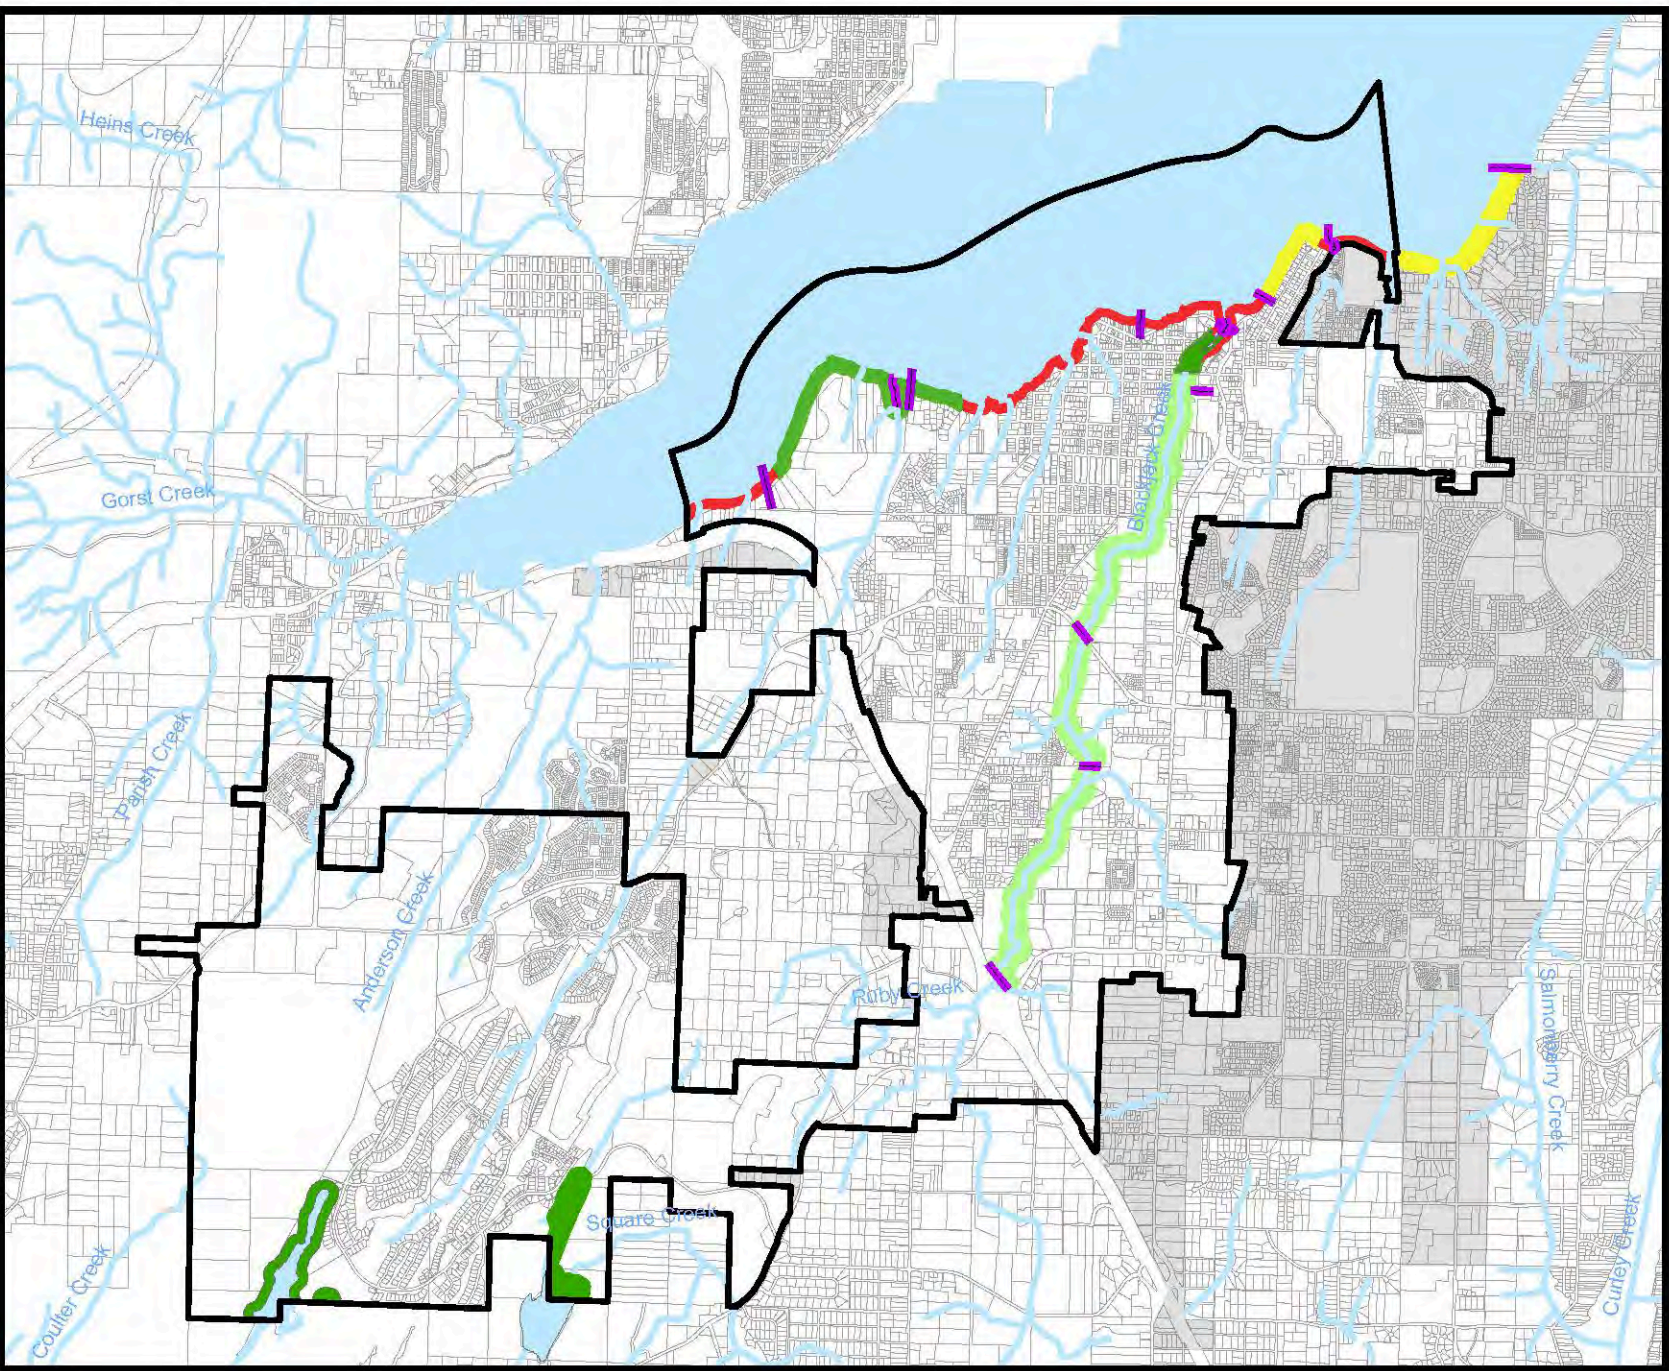 Heins Creek
Gorst Creek
Blackjack Creek
Parish Creek
Anderson Creek
Ruby Creek
Salmonberry Creek
Square Creek
Coulter Creek
Curley Creek